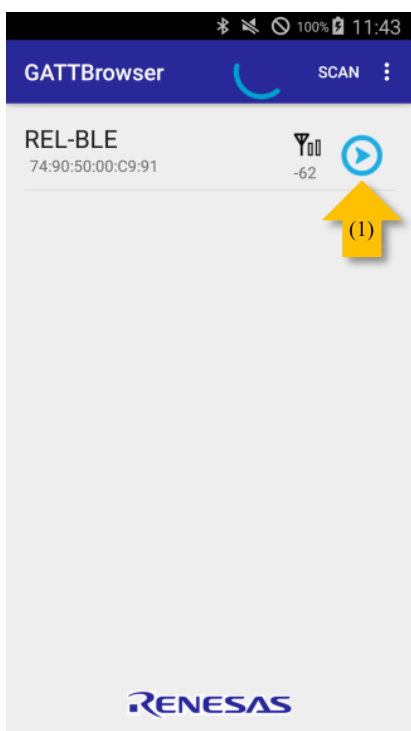 100% 11:43
GATTBrowser SCAN
REL-BLE
74:90:50:00:C9:91
-62
(1)
RENESAS